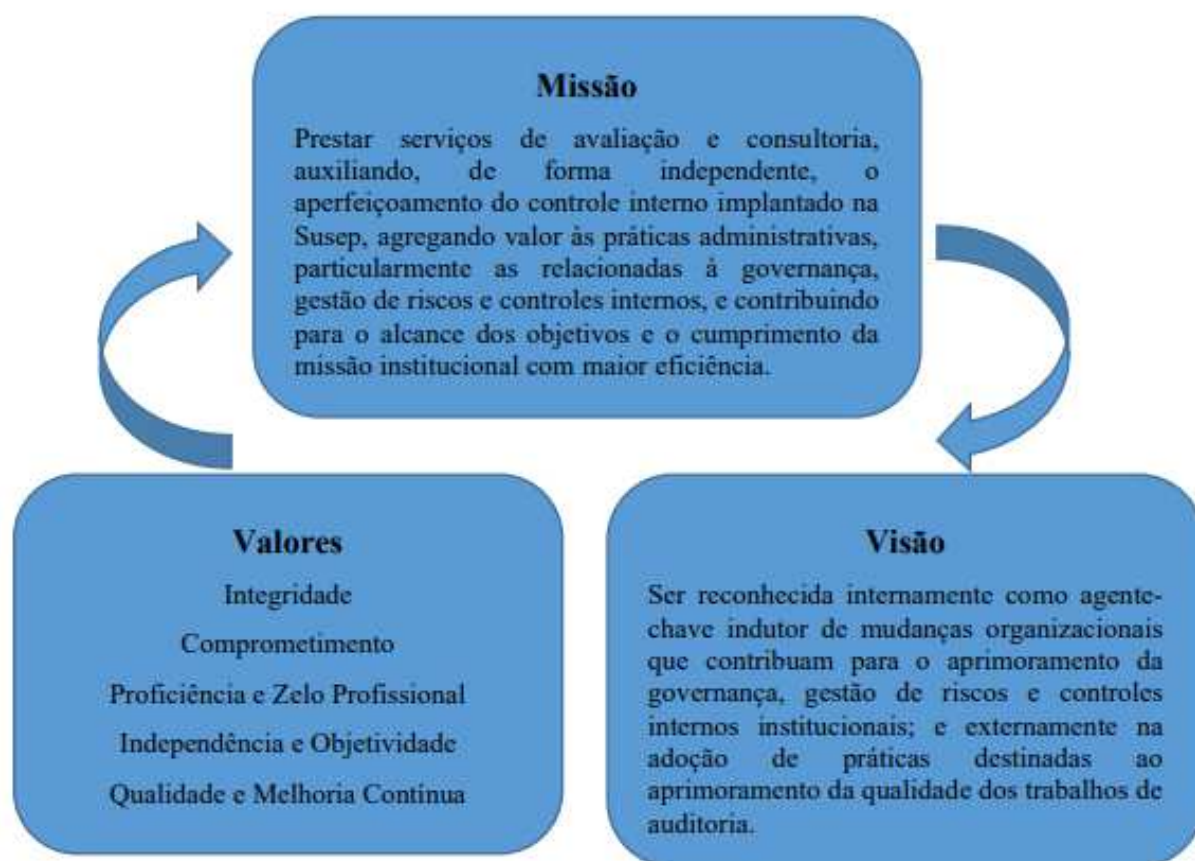 Missão
Prestar serviços de avaliação e consultoria,
auxiliando, de forma independente, o
aperfeiçoamento do controle interno implantado na
Susep, agregando valor às práticas administrativas,
particularmente as relacionadas à governança,
gestão de riscos e controles internos, e contribuindo
para o alcance dos objetivos e o cumprimento da
missão institucional com maior eficiência.
Valores
Integridade
Comprometimento
Proficiência e Zelo Profissional
Independência e Objetividade
Qualidade e Melhoria Contínua
Visão
Ser reconhecida internamente como agente-
chave indutor de mudanças organizacionais
que contribuam para o aprimoramento da
governança, gestão de riscos e controles
internos institucionais; e externamente na
adoção de práticas destinadas ao
aprimoramento da qualidade dos trabalhos de
auditoria.